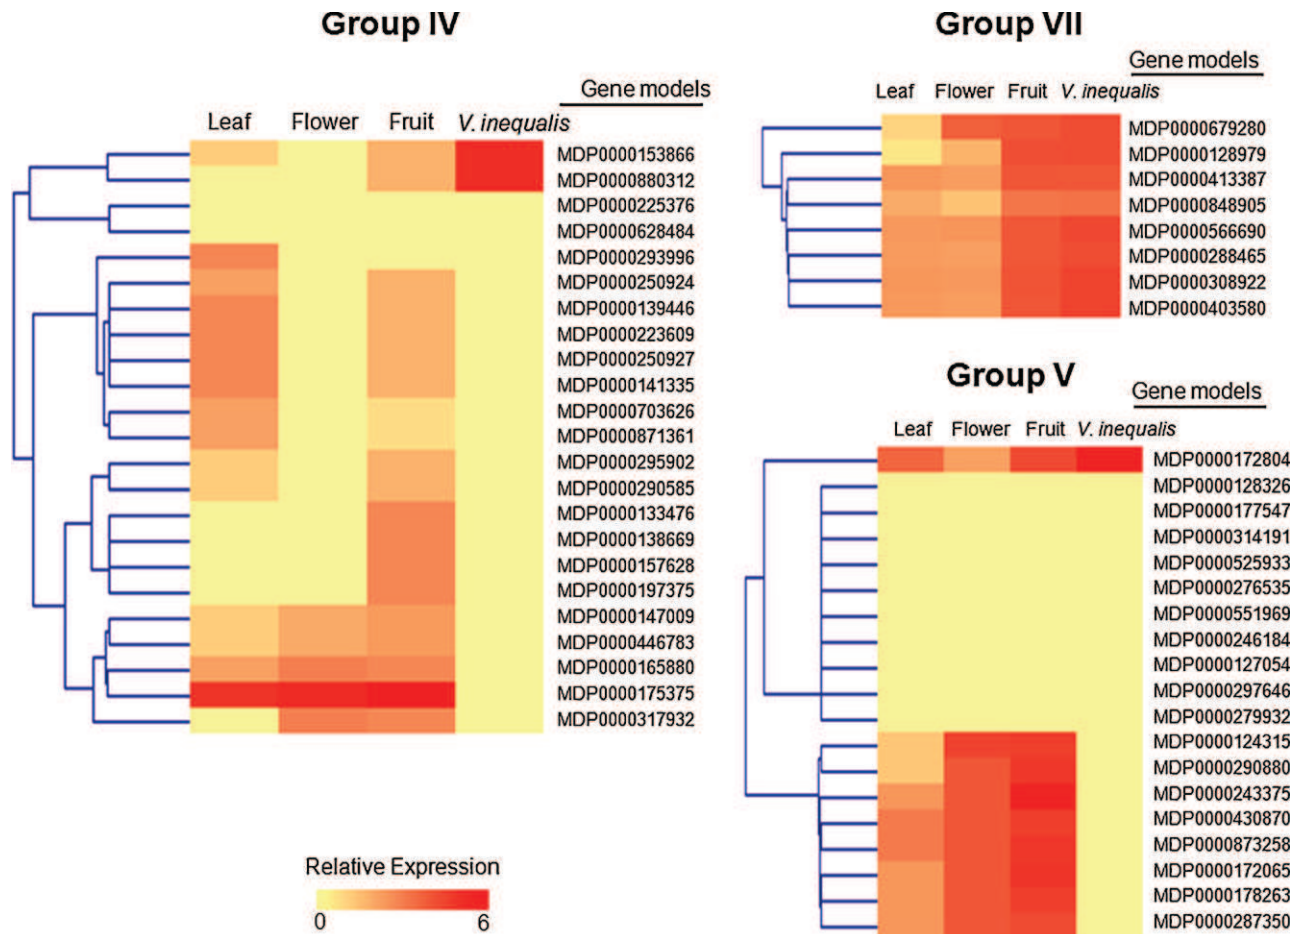 Group IV
Gene models
Leaf Flower Fruit V. inequalis
MDP0000153866
MDP0000880312
MDP0000225376
MDP0000628484
MDP0000293996
MDP0000250924
MDP0000139446
MDP0000223609
MDP0000250927
MDP0000141335
MDP0000703626
MDP0000871361
MDP0000295902
MDP0000290585
MDP0000133476
MDP0000138669
MDP0000157628
MDP0000197375
MDP0000147009
MDP0000446783
MDP0000165880
MDP0000175375
MDP0000317932
Relative Expression
0 6
Group VII
Gene models
Leaf Flower Fruit V. inequalis
MDP0000679280
MDP0000128979
MDP0000413387
MDP0000848905
MDP0000566690
MDP0000288465
MDP0000308922
MDP0000403580
Group V
Gene models
Leaf Flower Fruit V. inequalis
MDP0000172804
MDP0000128326
MDP0000177547
MDP0000314191
MDP0000525933
MDP0000276535
MDP0000551969
MDP0000246184
MDP0000127054
MDP0000297646
MDP0000279932
MDP0000124315
MDP0000290880
MDP0000243375
MDP0000430870
MDP0000873258
MDP0000172065
MDP0000178263
MDP0000287350